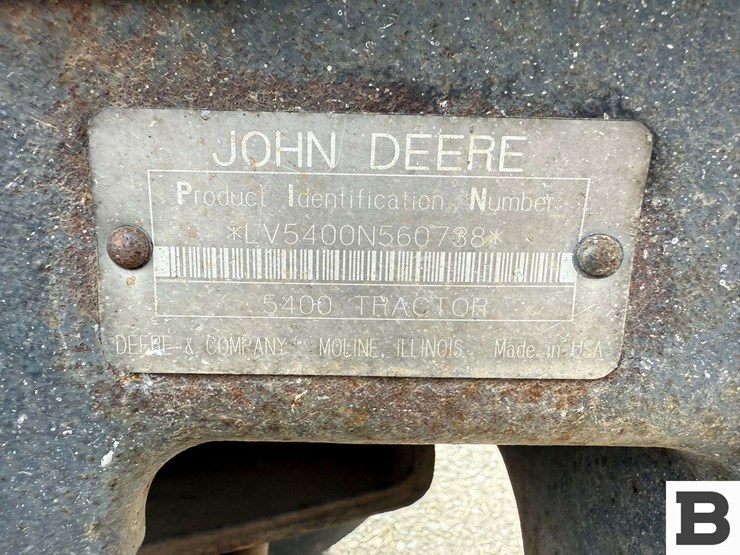 JOHN DEERE
Product Identification Number
*LV5400N560738*
5400 TRACTOR
DEERE & COMPANY MOLINE, ILLINOIS Made in USA
B